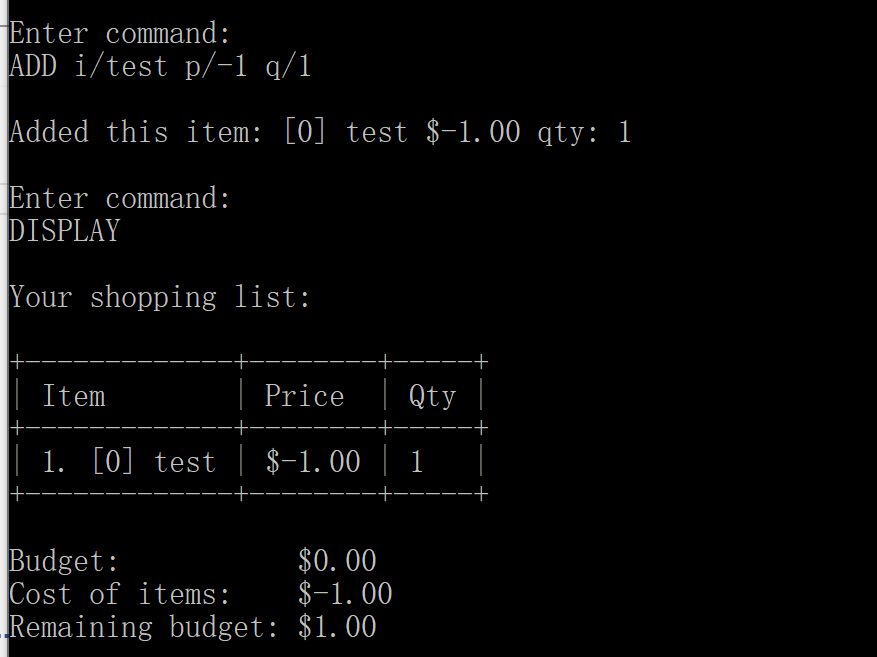 Enter command:
ADD i/test p/-1 q/1
Added this item: [0] test $-1.00 qty: 1
Enter command:
DISPLAY
Your shopping list:
+-------------+--------+-----+
| Item | Price | Qty |
+-------------+--------+-----+
| 1. [0] test | $-1.00 | 1 |
+-------------+--------+-----+
Budget: $0.00
Cost of items: $-1.00
Remaining budget: $1.00